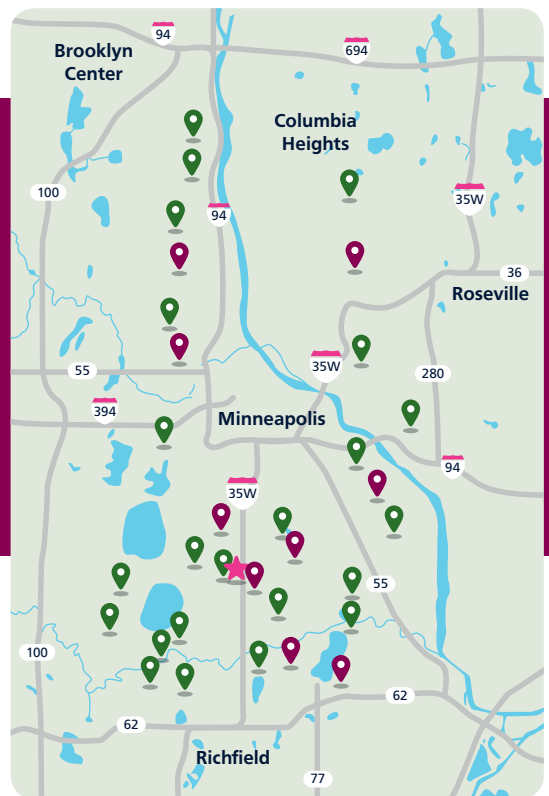 94
694
Brooklyn
Center
Columbia
Heights
100
35W
94
36
Roseville
35W
55
280
394
Minneapolis
94
35W
55
100
62
62
Richfield
77